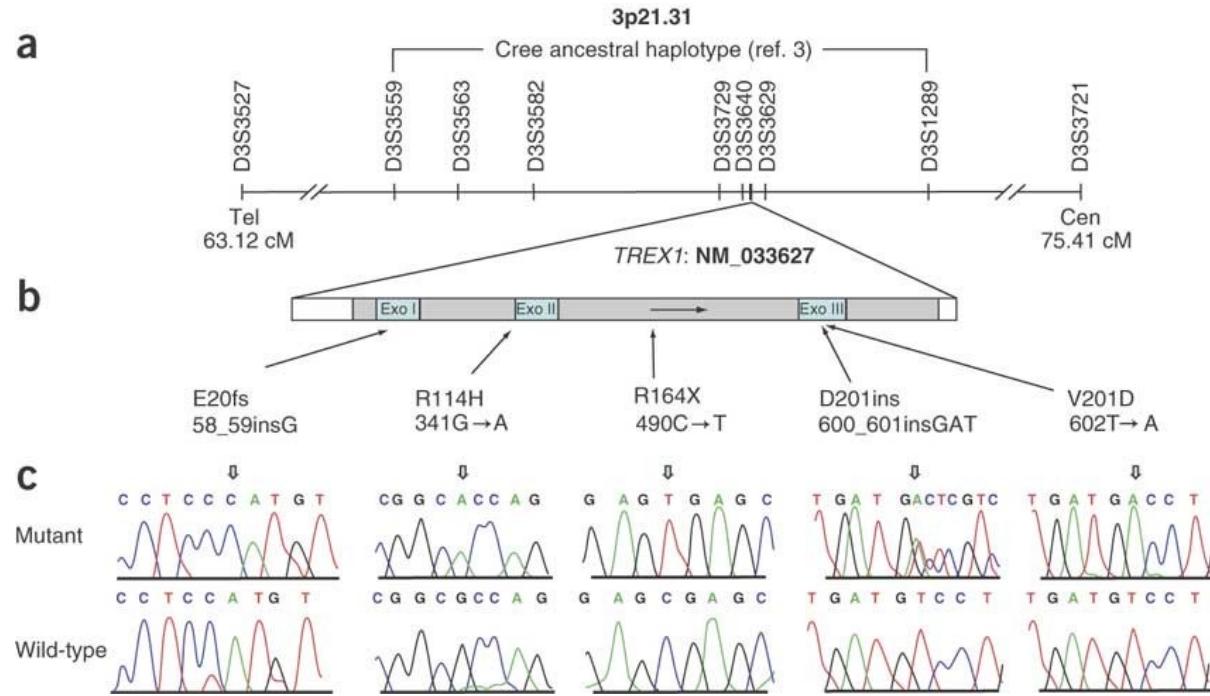 a
3p21.31
Cree ancestral haplotype (ref. 3)
D3S3527
D3S3559
D3S3563
D3S3582
D3S3729
D3S3640
D3S3629
D3S1289
D3S3721
Tel
63.12 cM
Cen
75.41 cM
TREX1: NM_033627
b
Exo I
Exo II
Exo III
E20fs
58_59insG
R114H
341G→A
R164X
490C→T
D201ins
600_601insGAT
V201D
602T→A
c
Mutant
C C T C C C A T G T
C G G C A C C A G
G A G T G A G C
T G A T G A C T C G T C
T G A T G A C C T
Wild-type
C C T C C A T G T
C G G C G C C A G
G A G C G A G C
T G A T G T C C T
T G A T G T C C T